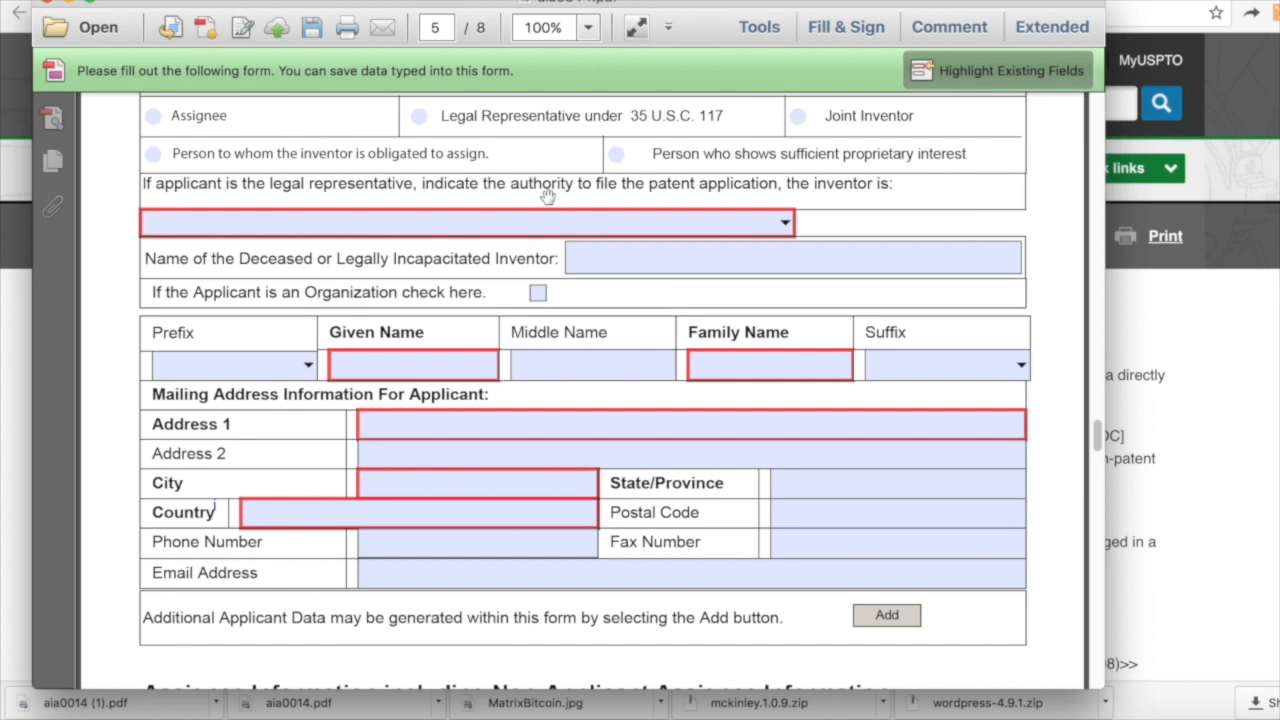 Open
5 / 8
100%
Tools
Fill & Sign
Comment
Extended
MyUSPTO
Please fill out the following form. You can save data typed into this form.
Highlight Existing Fields
Assignee
Legal Representative under 35 U.S.C. 117
Joint Inventor
Person to whom the inventor is obligated to assign.
Person who shows sufficient proprietary interest
links
If applicant is the legal representative, indicate the authority to file the patent application, the inventor is:
Print
Name of the Deceased or Legally Incapacitated Inventor:
If the Applicant is an Organization check here.
Prefix
Given Name
Middle Name
Family Name
Suffix
a directly
Mailing Address Information For Applicant:
Address 1
Address 2
City
State/Province
Country i
Postal Code
Phone Number
Fax Number
Email Address
Additional Applicant Data may be generated within this form by selecting the Add button.
Add
aia0014 (1).pdf
aia0014.pdf
MatrixBitcoin.jpg
mckinley.1.0.9.zip
wordpress-4.9.1.zip